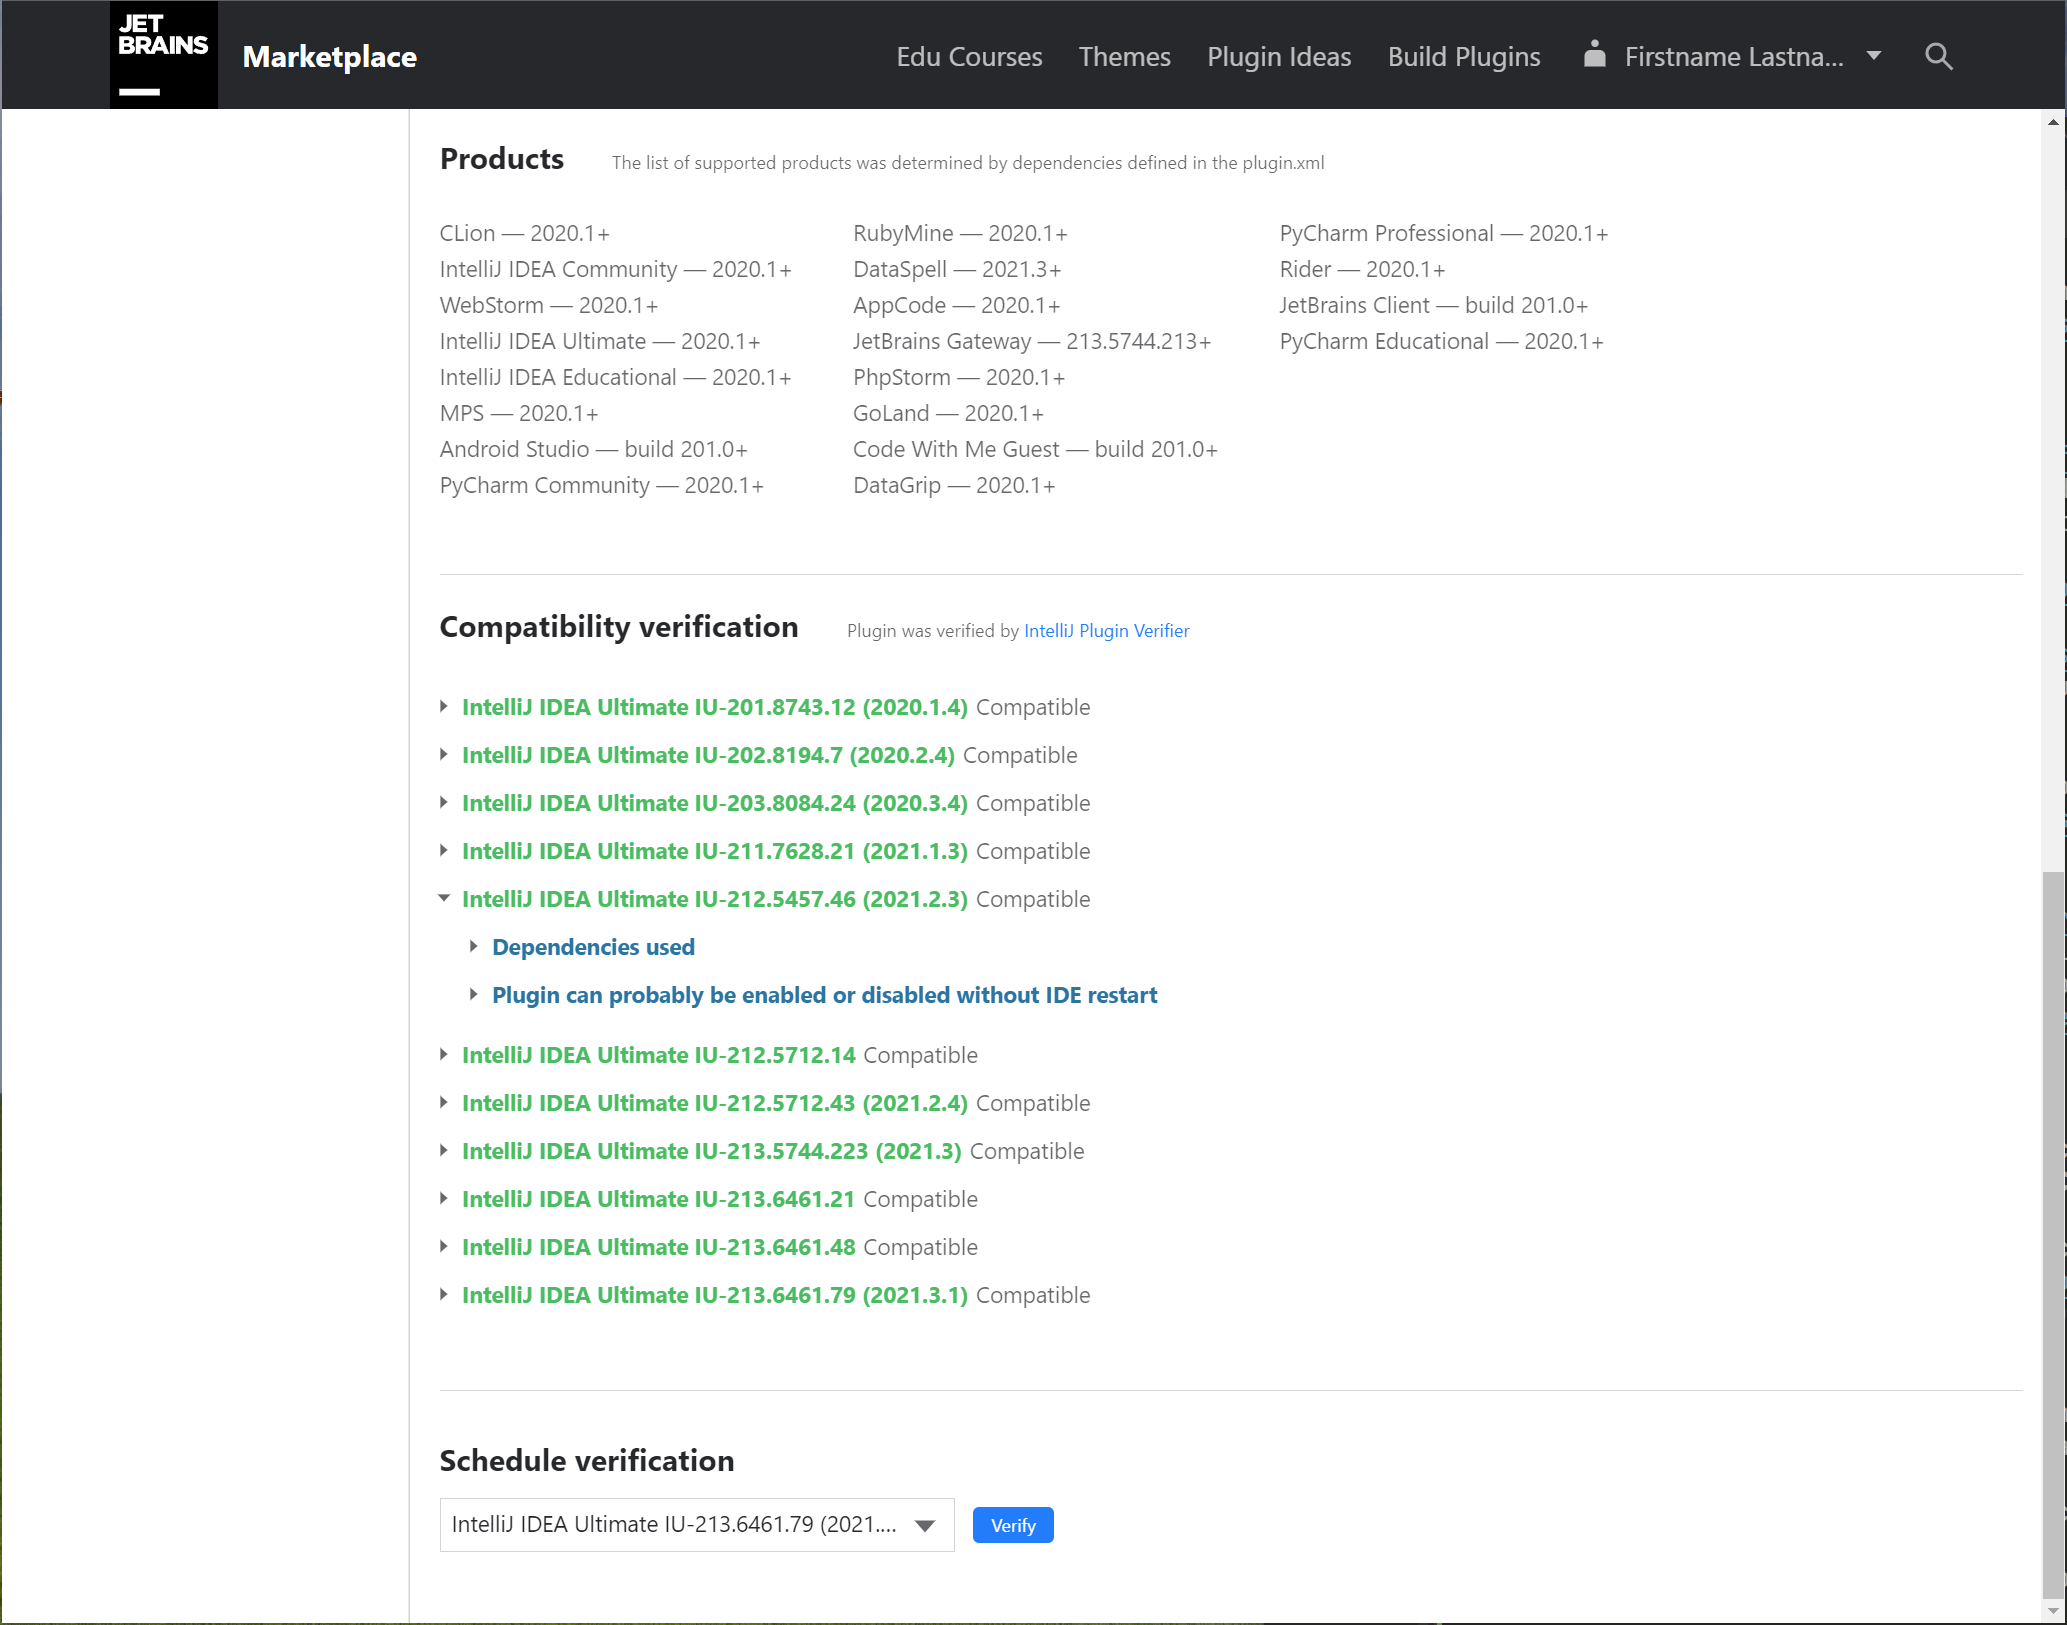 JET
BRAINS
Marketplace
Edu Courses Themes Plugin Ideas Build Plugins Firstname Lastna...
Products The list of supported products was determined by dependencies defined in the plugin.xml
CLion — 2020.1+
IntelliJ IDEA Community — 2020.1+
WebStorm — 2020.1+
IntelliJ IDEA Ultimate — 2020.1+
IntelliJ IDEA Educational — 2020.1+
MPS — 2020.1+
Android Studio — build 201.0+
PyCharm Community — 2020.1+
RubyMine — 2020.1+
DataSpell — 2021.3+
AppCode — 2020.1+
JetBrains Gateway — 213.5744.213+
PhpStorm — 2020.1+
GoLand — 2020.1+
Code With Me Guest — build 201.0+
DataGrip — 2020.1+
PyCharm Professional — 2020.1+
Rider — 2020.1+
JetBrains Client — build 201.0+
PyCharm Educational — 2020.1+
Compatibility verification Plugin was verified by IntelliJ Plugin Verifier
IntelliJ IDEA Ultimate IU-201.8743.12 (2020.1.4) Compatible
IntelliJ IDEA Ultimate IU-202.8194.7 (2020.2.4) Compatible
IntelliJ IDEA Ultimate IU-203.8084.24 (2020.3.4) Compatible
IntelliJ IDEA Ultimate IU-211.7628.21 (2021.1.3) Compatible
IntelliJ IDEA Ultimate IU-212.5457.46 (2021.2.3) Compatible
Dependencies used
Plugin can probably be enabled or disabled without IDE restart
IntelliJ IDEA Ultimate IU-212.5712.14 Compatible
IntelliJ IDEA Ultimate IU-212.5712.43 (2021.2.4) Compatible
IntelliJ IDEA Ultimate IU-213.5744.223 (2021.3) Compatible
IntelliJ IDEA Ultimate IU-213.6461.21 Compatible
IntelliJ IDEA Ultimate IU-213.6461.48 Compatible
IntelliJ IDEA Ultimate IU-213.6461.79 (2021.3.1) Compatible
Schedule verification
IntelliJ IDEA Ultimate IU-213.6461.79 (2021.... Verify